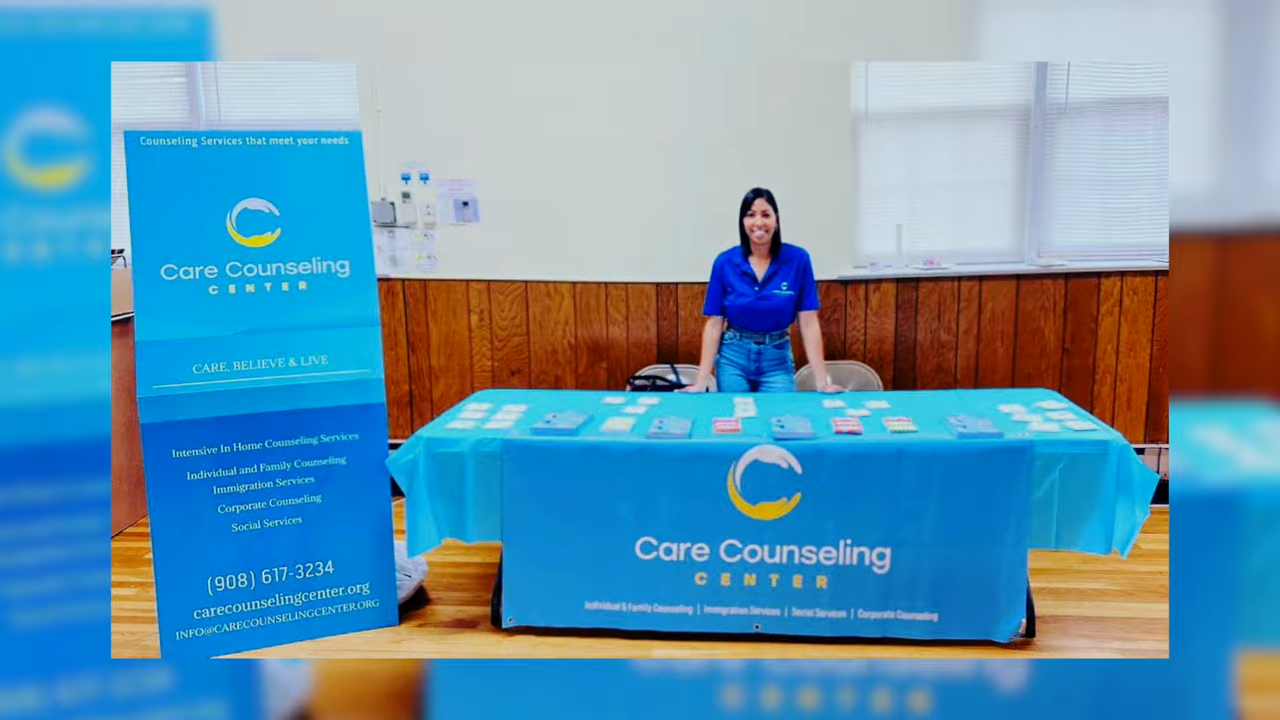 Counseling Services that meet your needs
Care Counseling
CENTER
CARE, BELIEVE & LIVE
Intensive In Home Counseling Services
Individual and Family Counseling
Immigration Services
Corporate Counseling
Social Services
(908) 617-3234
carecounselingcenter.org
INFO@CARECOUNSELINGCENTER.ORG
Care Counseling
CENTER
Individual & Family Counseling | Immigration Services | Social Services | Corporate Counseling